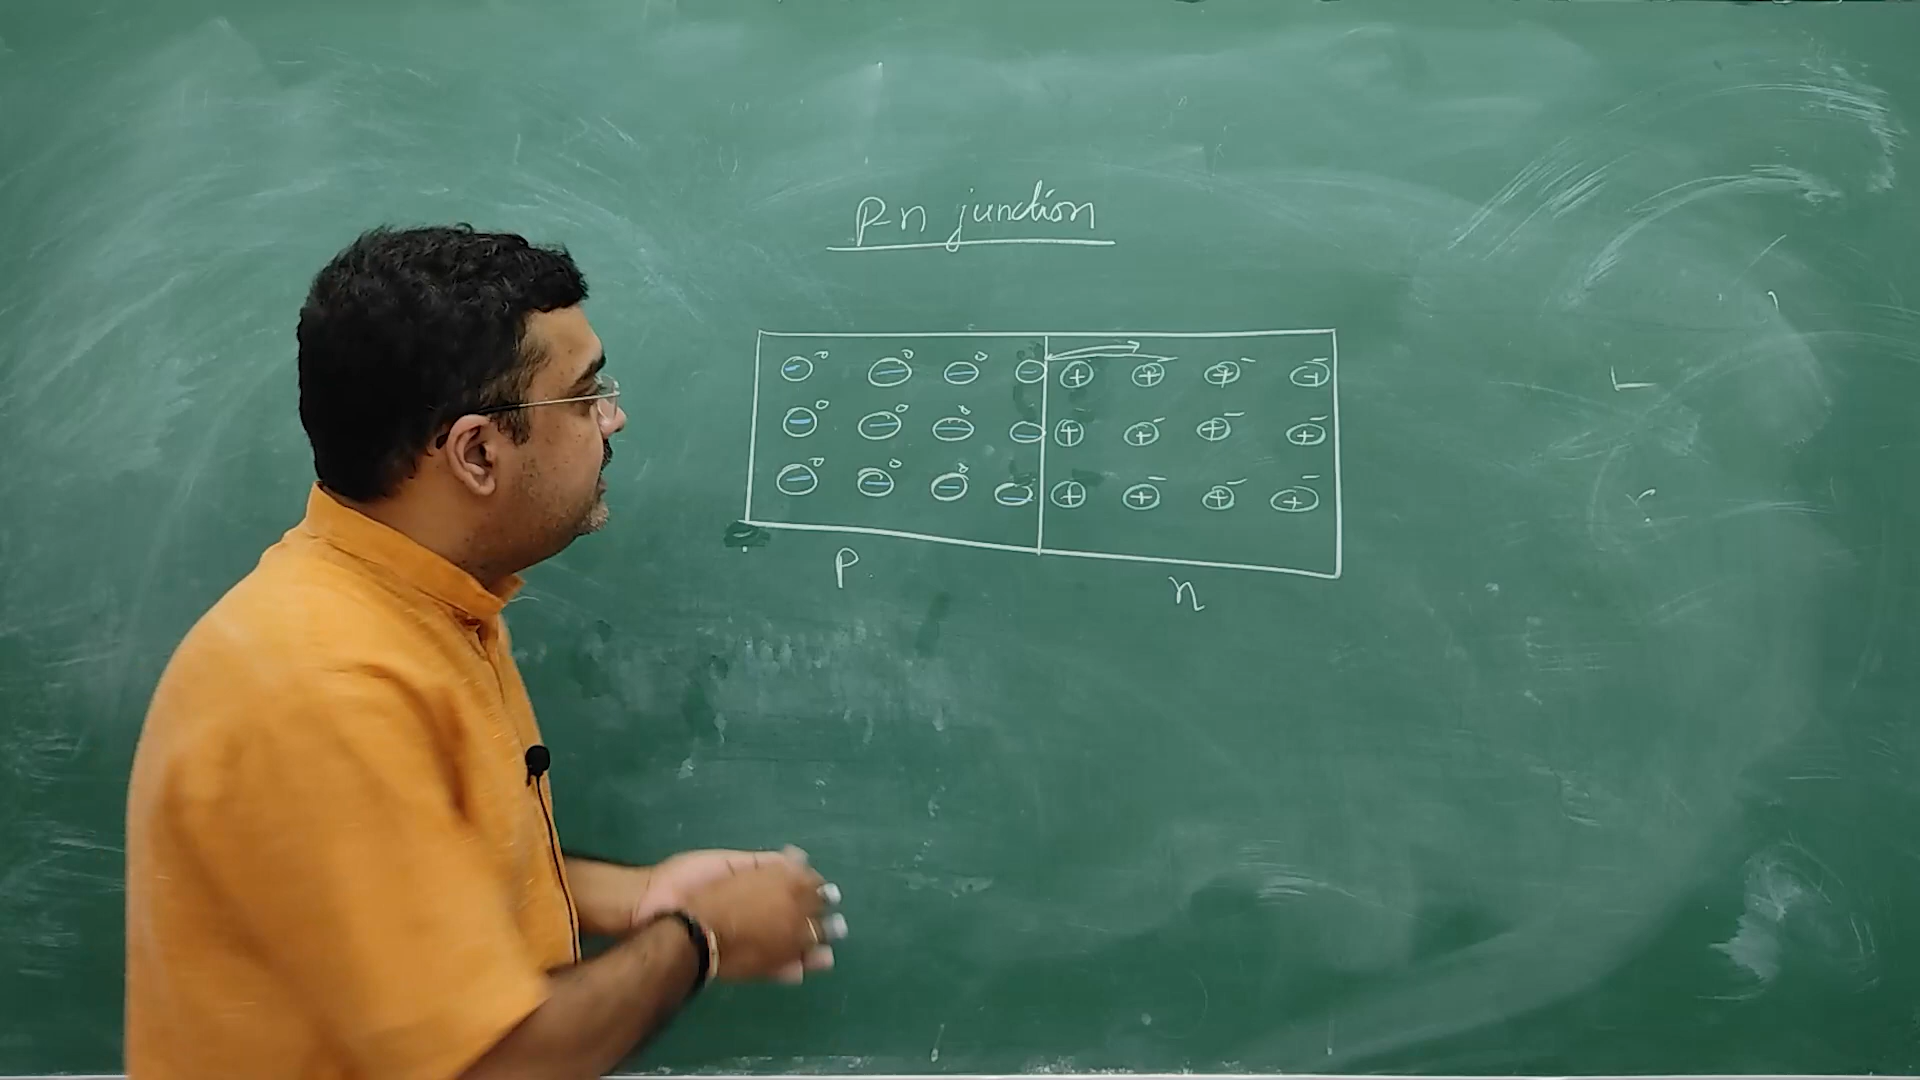 p-n junction
⊖° ⊖° ⊖° ⊖ ⊕ ⊕⁻ ⊕⁻ ⊕⁻
⊖° ⊖° ⊖° ⊖ ⊕ ⊕⁻ ⊕⁻ ⊕⁻
⊖° ⊖° ⊖° ⊖ ⊕ ⊕⁻ ⊕⁻ ⊕⁻
p
n